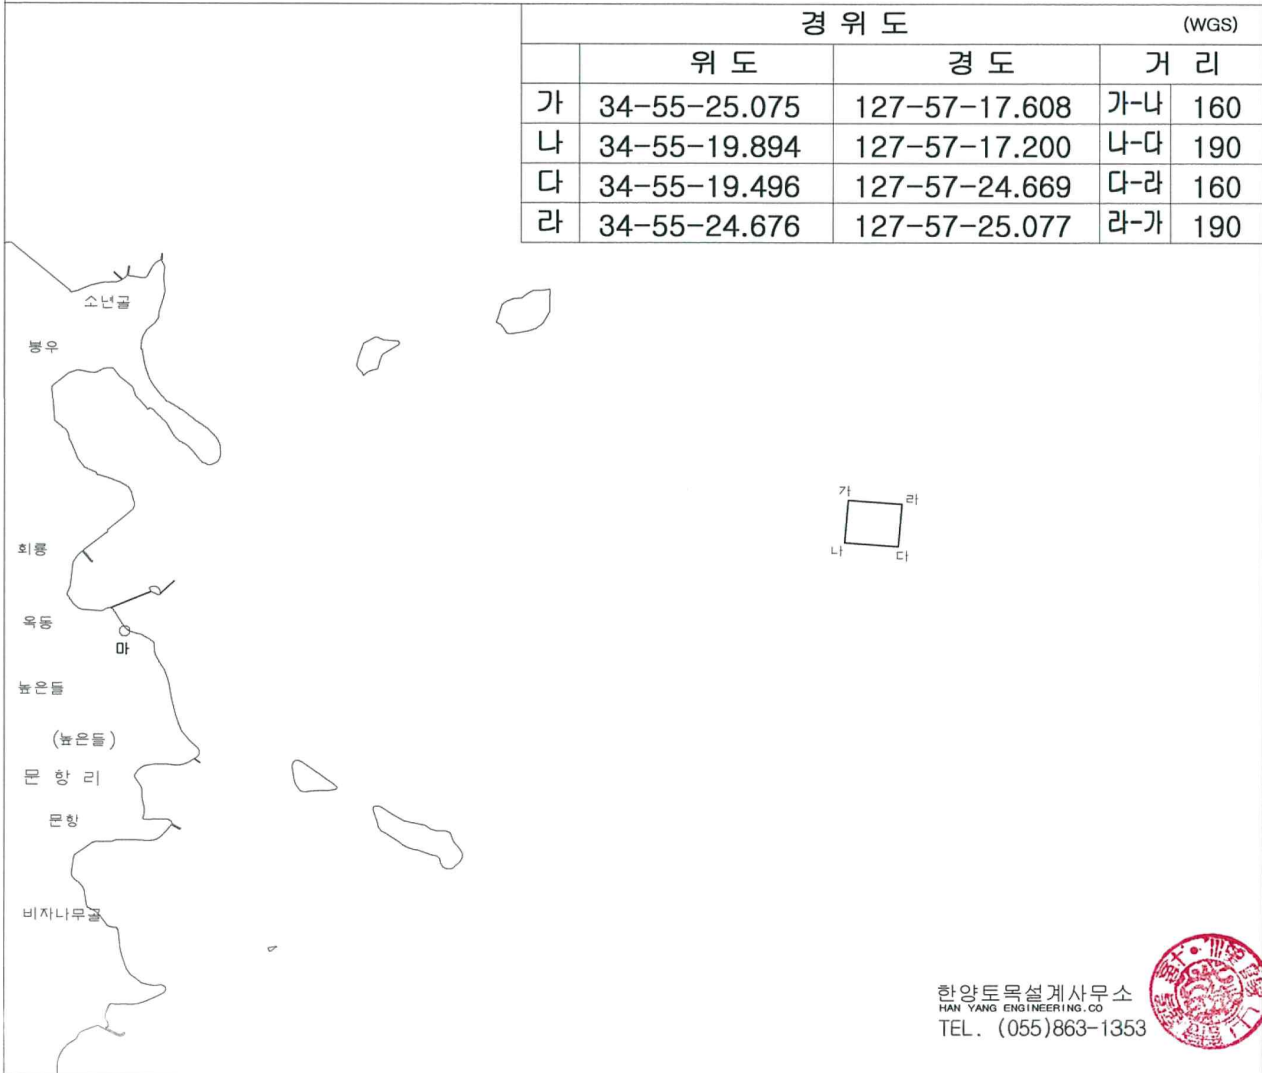 경 위 도 (WGS)
위 도 경 도 거 리
가 34-55-25.075 127-57-17.608 가-나 160
나 34-55-19.894 127-57-17.200 나-다 190
다 34-55-19.496 127-57-24.669 다-라 160
라 34-55-24.676 127-57-25.077 라-가 190
소년골
봉우
가
라
나
다
회룡
옥동
마
높은들
(높은들)
문 항 리
문항
비자나무골
한양토목설계사무소
HAN YANG ENGINEERING.CO
TEL. (055)863-1353